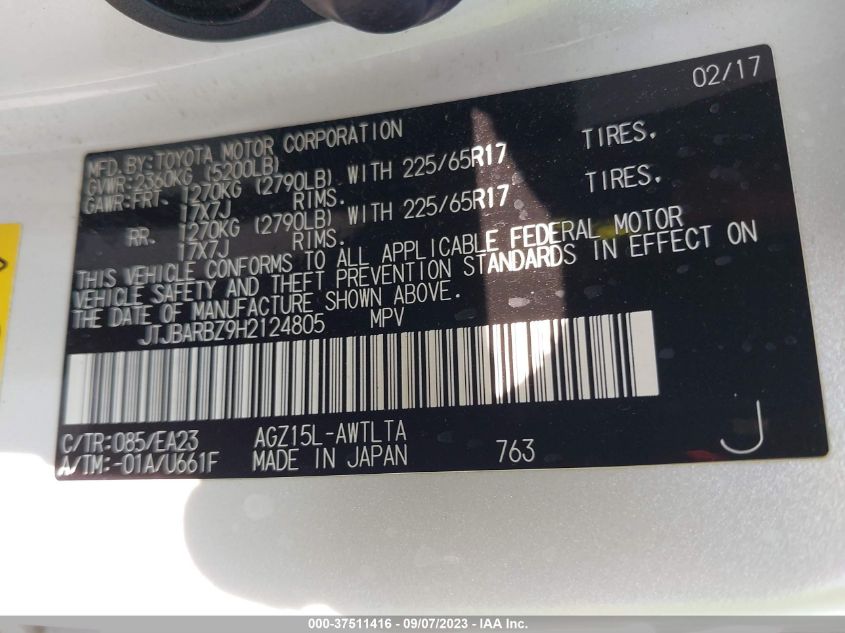 02/17
MFD.BY:TOYOTA MOTOR CORPORATION
GVWR:2360KG (5200LB)
GAWR:FRT. 1270KG (2790LB) WITH 225/65R17 TIRES.
17X7J RIMS.
RR. 1270KG (2790LB) WITH 225/65R17 TIRES.
17X7J RIMS.
THIS VEHICLE CONFORMS TO ALL APPLICABLE FEDERAL MOTOR
VEHICLE SAFETY AND THEFT PREVENTION STANDARDS IN EFFECT ON
THE DATE OF MANUFACTURE SHOWN ABOVE.
JTJBARBZ9H2124805 MPV
C/TR:085/EA23 AGZ15L-AWTLTA
A/TM:-01A/U661F MADE IN JAPAN 763 J
000-37511416 - 09/07/2023 - IAA Inc.